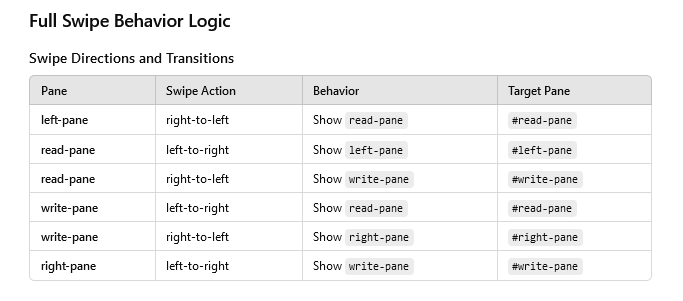 Full Swipe Behavior Logic
Swipe Directions and Transitions
Pane Swipe Action Behavior Target Pane
left-pane right-to-left Show read-pane #read-pane
read-pane left-to-right Show left-pane #left-pane
read-pane right-to-left Show write-pane #write-pane
write-pane left-to-right Show read-pane #read-pane
write-pane right-to-left Show right-pane #right-pane
right-pane left-to-right Show write-pane #write-pane